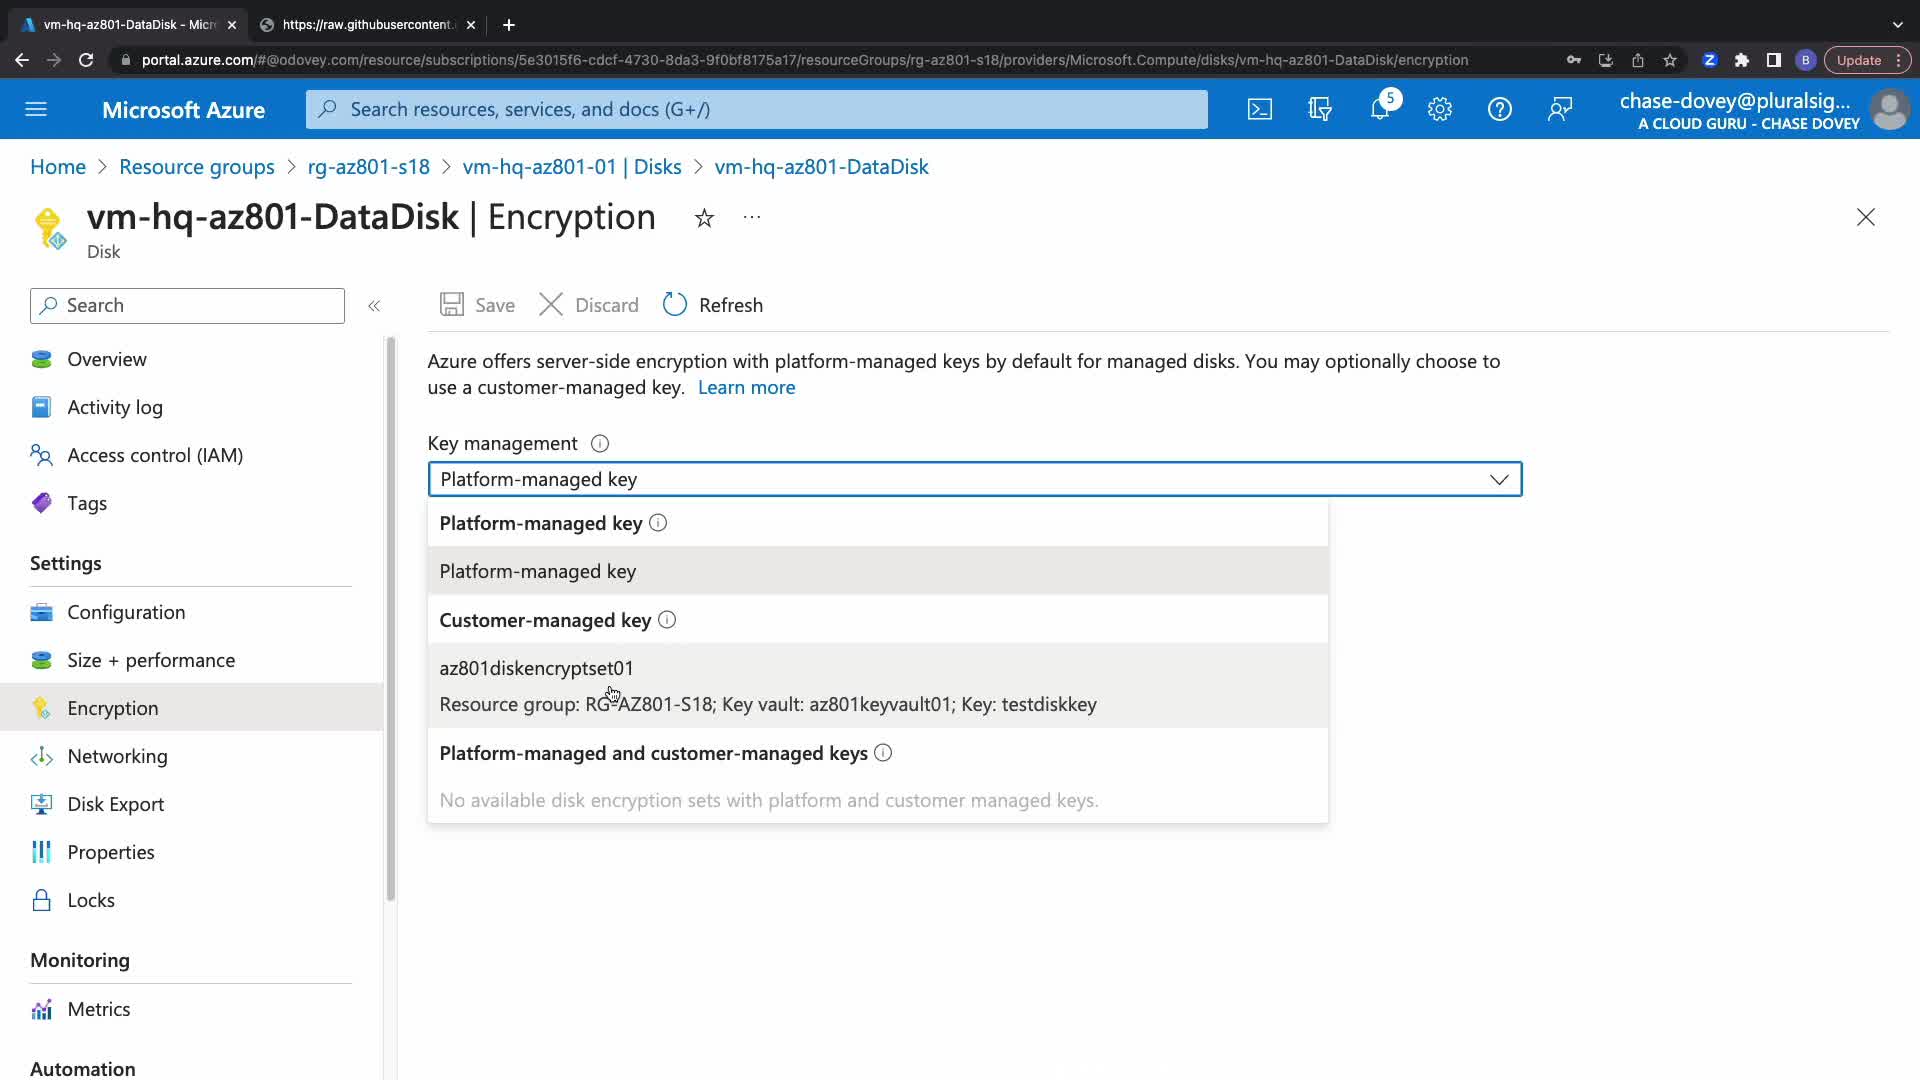 vm-hq-az801-DataDisk - Micr
https://raw.githubusercontent.
portal.azure.com/#@odovey.com/resource/subscriptions/5e3015f6-cdcf-4730-8da3-9f0bf8175a17/resourceGroups/rg-az801-s18/providers/Microsoft.Compute/disks/vm-hq-az801-DataDisk/encryption
Z
B
Update
Microsoft Azure
Search resources, services, and docs (G+/)
5
chase-dovey@pluralsig...
A CLOUD GURU - CHASE DOVEY
Home > Resource groups > rg-az801-s18 > vm-hq-az801-01 | Disks > vm-hq-az801-DataDisk
vm-hq-az801-DataDisk | Encryption
Disk
Search
Save
Discard
Refresh
Overview
Activity log
Access control (IAM)
Tags
Settings
Configuration
Size + performance
Encryption
Networking
Disk Export
Properties
Locks
Monitoring
Metrics
Automation
Azure offers server-side encryption with platform-managed keys by default for managed disks. You may optionally choose to
use a customer-managed key. Learn more
Key management
Platform-managed key
Platform-managed key
Platform-managed key
Customer-managed key
az801diskencryptset01
Resource group: RG-AZ801-S18; Key vault: az801keyvault01; Key: testdiskkey
Platform-managed and customer-managed keys
No available disk encryption sets with platform and customer managed keys.